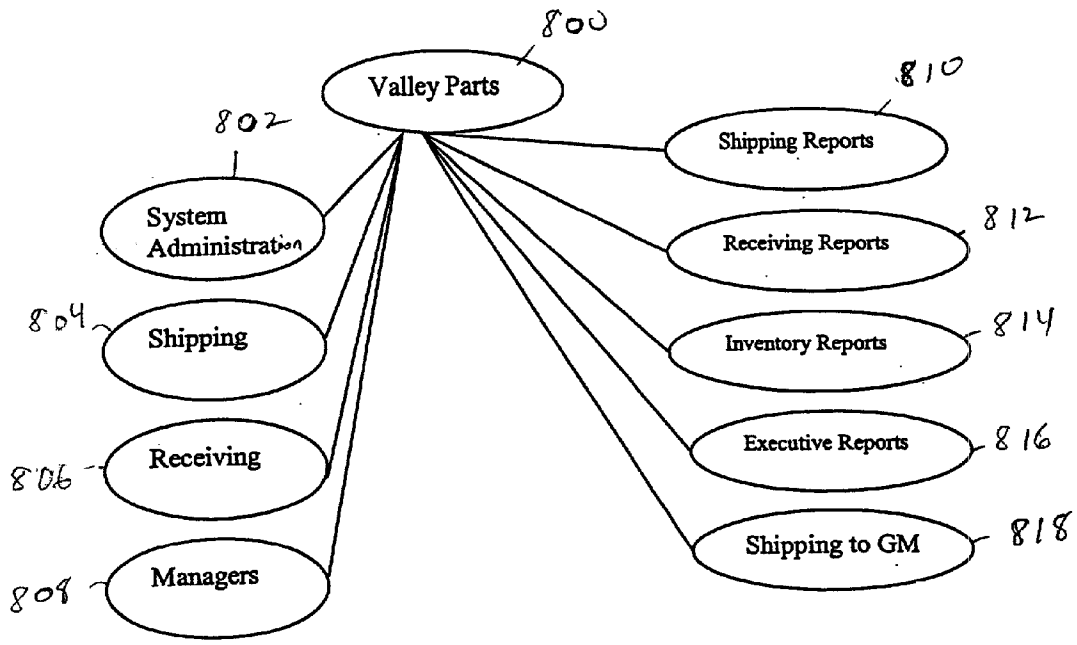 800
Valley Parts
810
Shipping Reports
802
System
Administration
812
Receiving Reports
804
Shipping
814
Inventory Reports
806
Receiving
816
Executive Reports
808
Managers
818
Shipping to GM